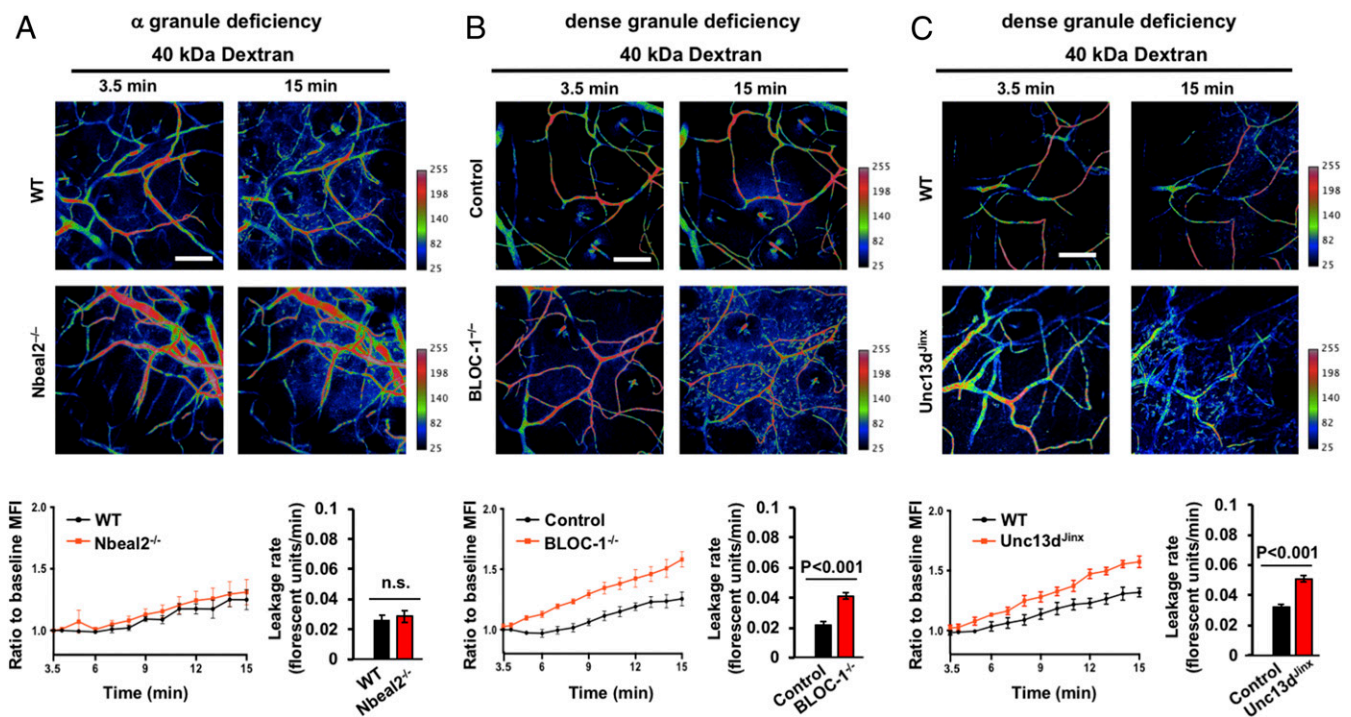 A
α granule deficiency
40 kDa Dextran
3.5 min 15 min
WT
255
198
140
82
25
Nbeal2⁻/⁻
255
198
140
82
25
Ratio to baseline MFI
2.0
1.5
1.0
WT
Nbeal2⁻/⁻
3.5 6 9 12 15
Time (min)
Leakage rate
(florescent units/min)
0.1
0.08
0.06
0.04
0.02
0
n.s.
WT
Nbeal2⁻/⁻
B
dense granule deficiency
40 kDa Dextran
3.5 min 15 min
Control
255
198
140
82
25
BLOC-1⁻/⁻
255
198
140
82
25
Ratio to baseline MFI
2.0
1.5
1.0
Control
BLOC-1⁻/⁻
3.5 6 9 12 15
Time (min)
Leakage rate
(florescent units/min)
0.1
0.08
0.06
0.04
0.02
0
P<0.001
Control
BLOC-1⁻/⁻
C
dense granule deficiency
40 kDa Dextran
3.5 min 15 min
WT
255
198
140
82
25
Unc13d^Jinx
255
198
140
82
25
Ratio to baseline MFI
2.0
1.5
1.0
WT
Unc13d^Jinx
3.5 6 9 12 15
Time (min)
Leakage rate
(florescent units/min)
0.1
0.08
0.06
0.04
0.02
0
P<0.001
Control
Unc13d^Jinx